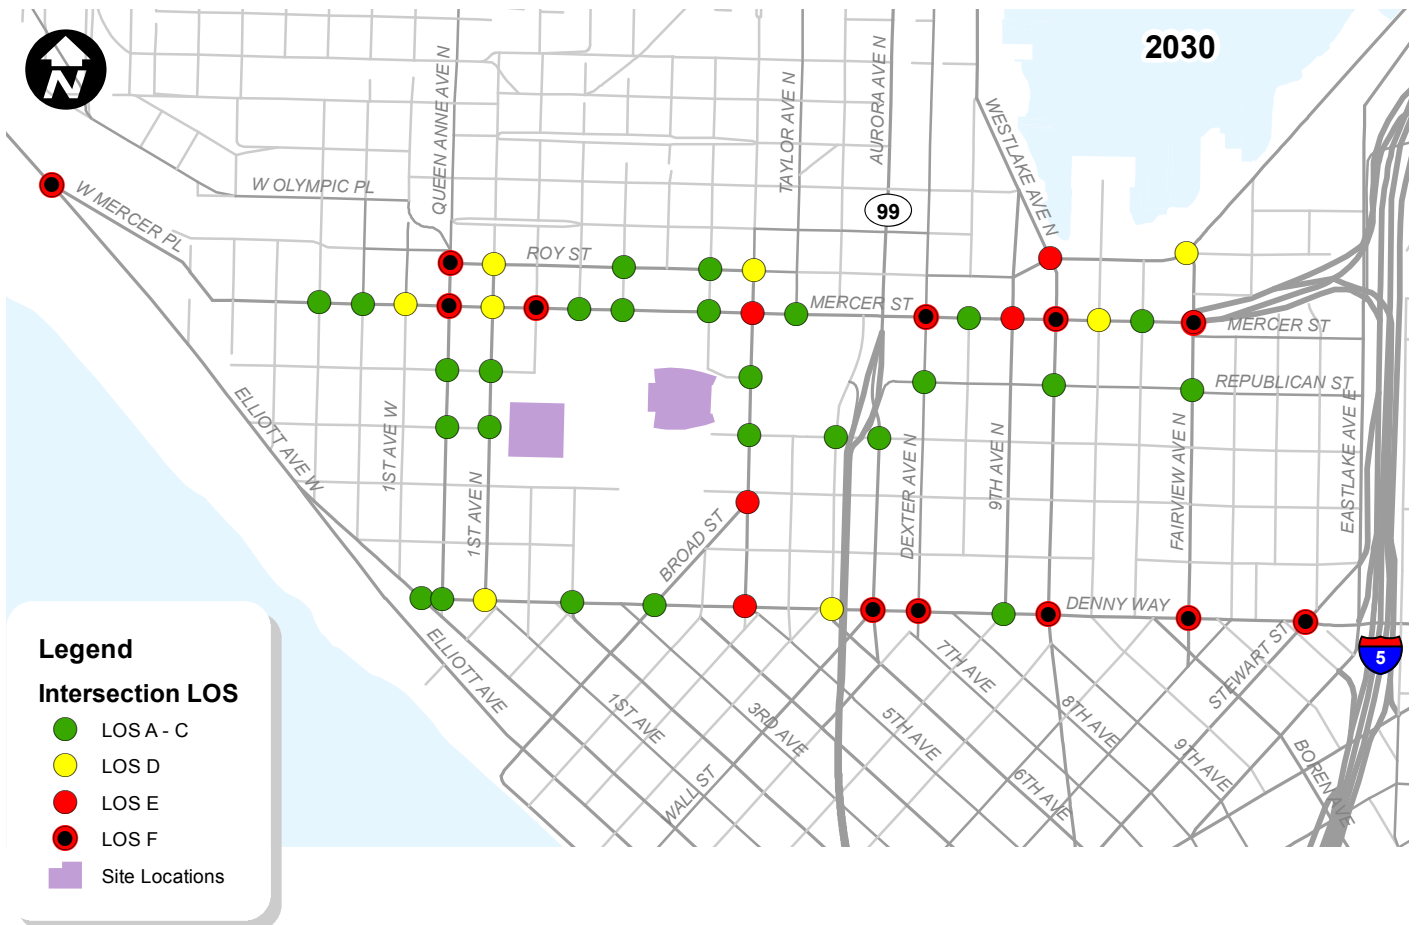 2030
N
QUEEN ANNE AVE N
TAYLOR AVE N
AURORA AVE N
WESTLAKE AVE N
W OLYMPIC PL
W MERCER PL
99
ROY ST
MERCER ST
MERCER ST
REPUBLICAN ST
ELLIOTT AVE W
1ST AVE W
1ST AVE N
BROAD ST
DEXTER AVE N
9TH AVE N
FAIRVIEW AVE N
EASTLAKE AVE E
DENNY WAY
ELLIOTT AVE
1ST AVE
3RD AVE
WALL ST
5TH AVE
6TH AVE
7TH AVE
8TH AVE
9TH AVE
STEWART ST
BOREN AVE
5
Legend
Intersection LOS
LOS A - C
LOS D
LOS E
LOS F
Site Locations